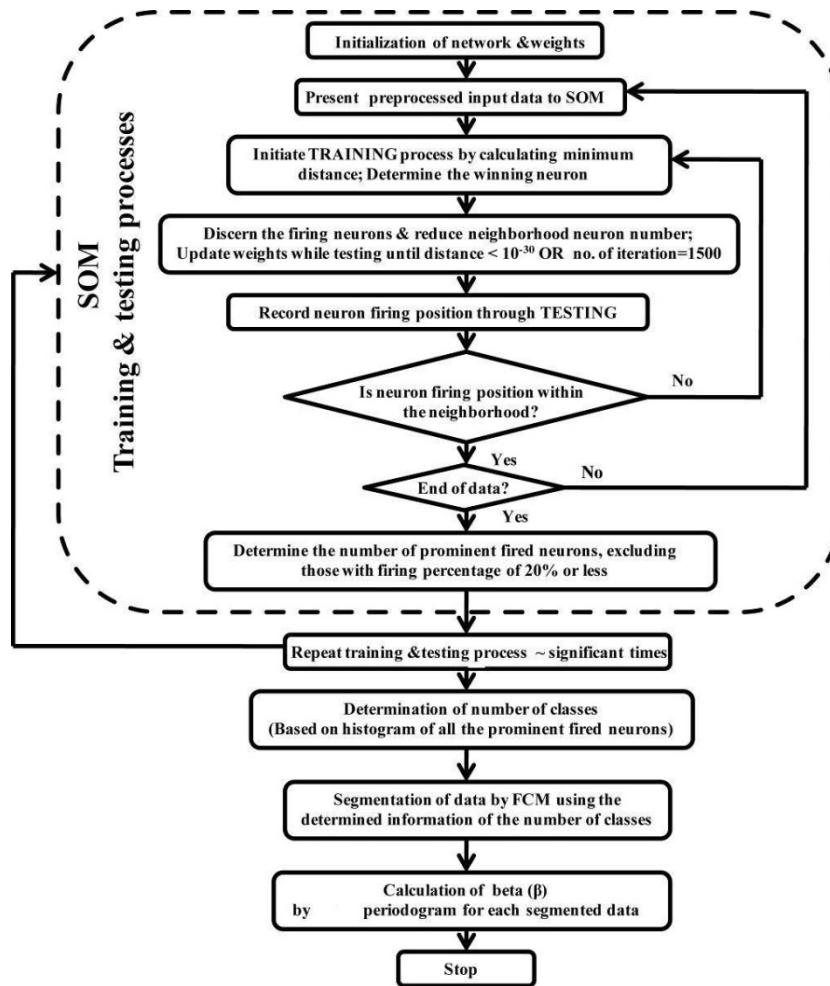 Initialization of network &weights
Present preprocessed input data to SOM
Initiate TRAINING process by calculating minimum
distance; Determine the winning neuron
Discern the firing neurons & reduce neighborhood neuron number;
Update weights while testing until distance < 10⁻³⁰ OR no. of iteration=1500
Record neuron firing position through TESTING
Is neuron firing position within
the neighborhood?
No
Yes
End of data?
No
Yes
Determine the number of prominent fired neurons, excluding
those with firing percentage of 20% or less
SOM
Training & testing processes
Repeat training &testing process ~ significant times
Determination of number of classes
(Based on histogram of all the prominent fired neurons)
Segmentation of data by FCM using the
determined information of the number of classes
Calculation of beta (β)
by periodogram for each segmented data
Stop